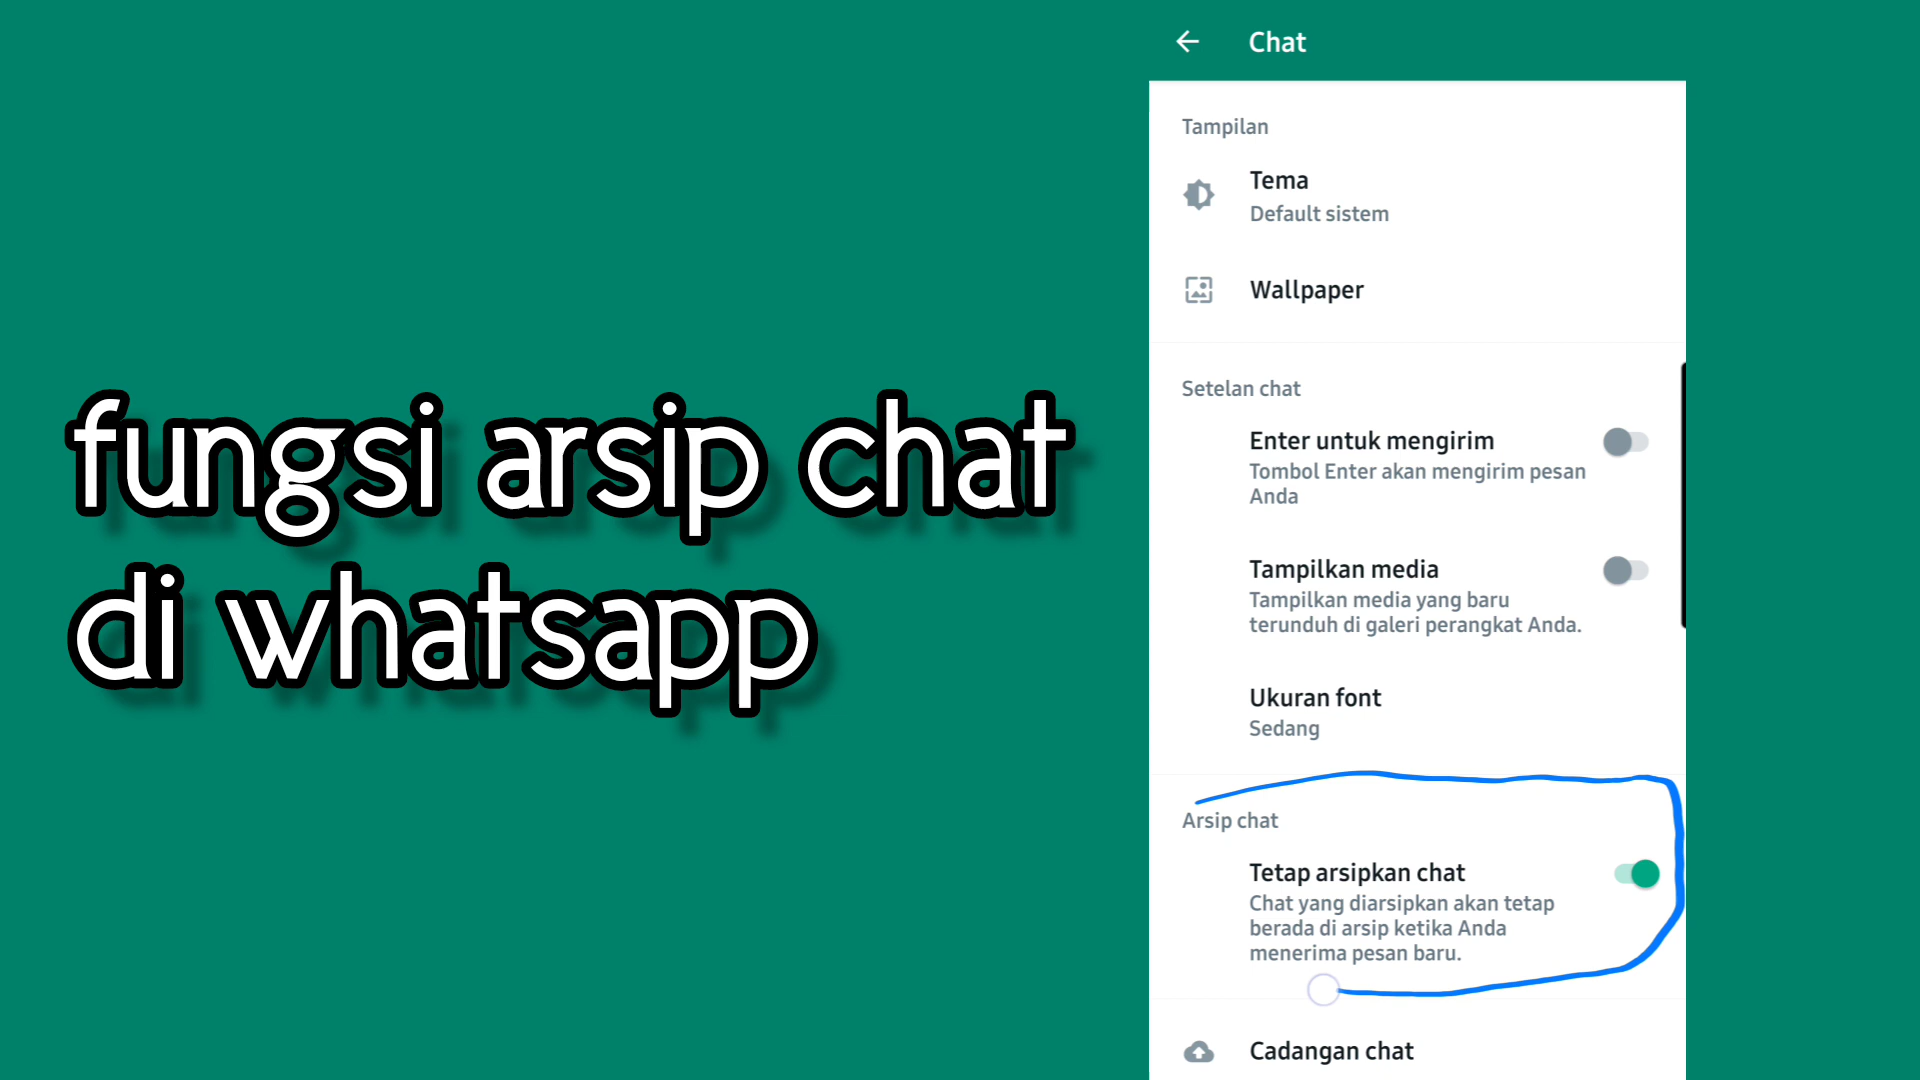 fungsi arsip chat
di whatsapp
Chat
Tampilan
Tema
Default sistem
Wallpaper
Setelan chat
Enter untuk mengirim
Tombol Enter akan mengirim pesan
Anda
Tampilkan media
Tampilkan media yang baru
terunduh di galeri perangkat Anda.
Ukuran font
Sedang
Arsip chat
Tetap arsipkan chat
Chat yang diarsipkan akan tetap
berada di arsip ketika Anda
menerima pesan baru.
Cadangan chat